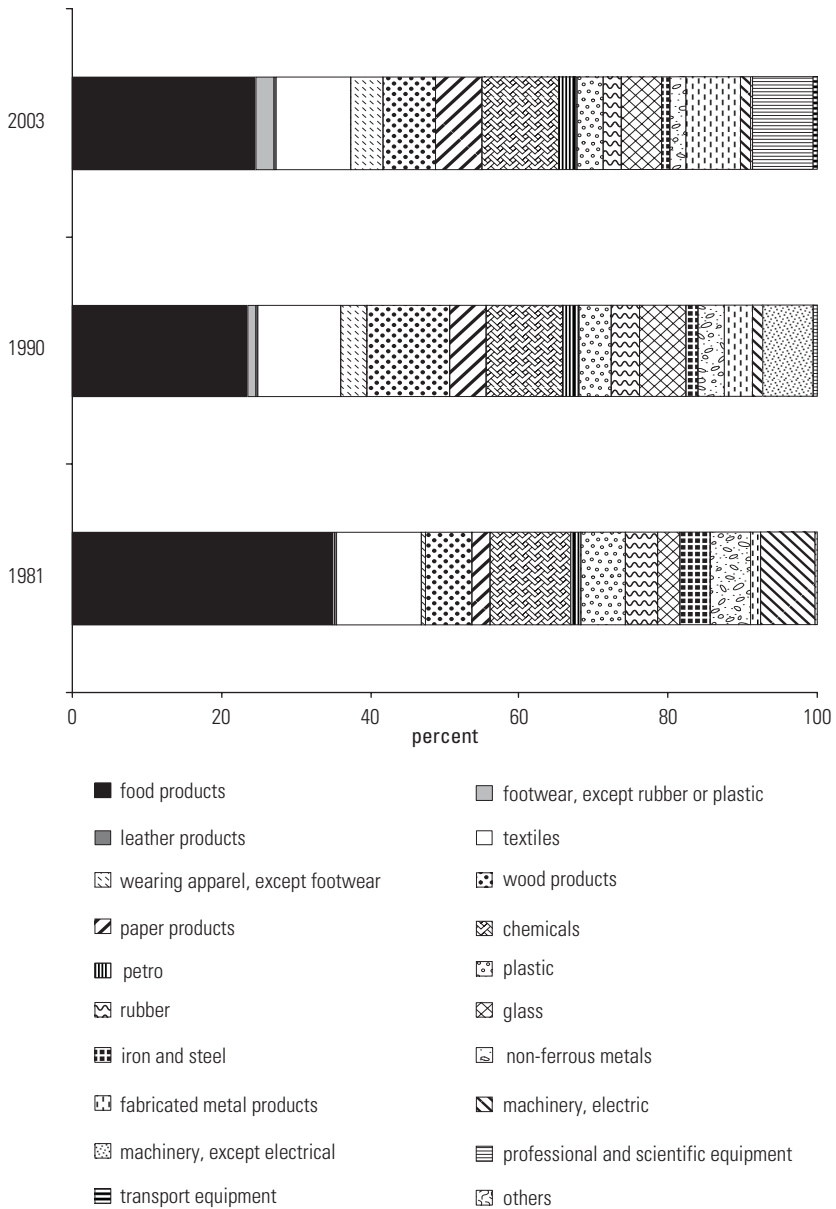 2003
1990
1981
0 20 40 60 80 100
percent
food products footwear, except rubber or plastic
leather products textiles
wearing apparel, except footwear wood products
paper products chemicals
petro plastic
rubber glass
iron and steel non-ferrous metals
fabricated metal products machinery, electric
machinery, except electrical professional and scientific equipment
transport equipment others